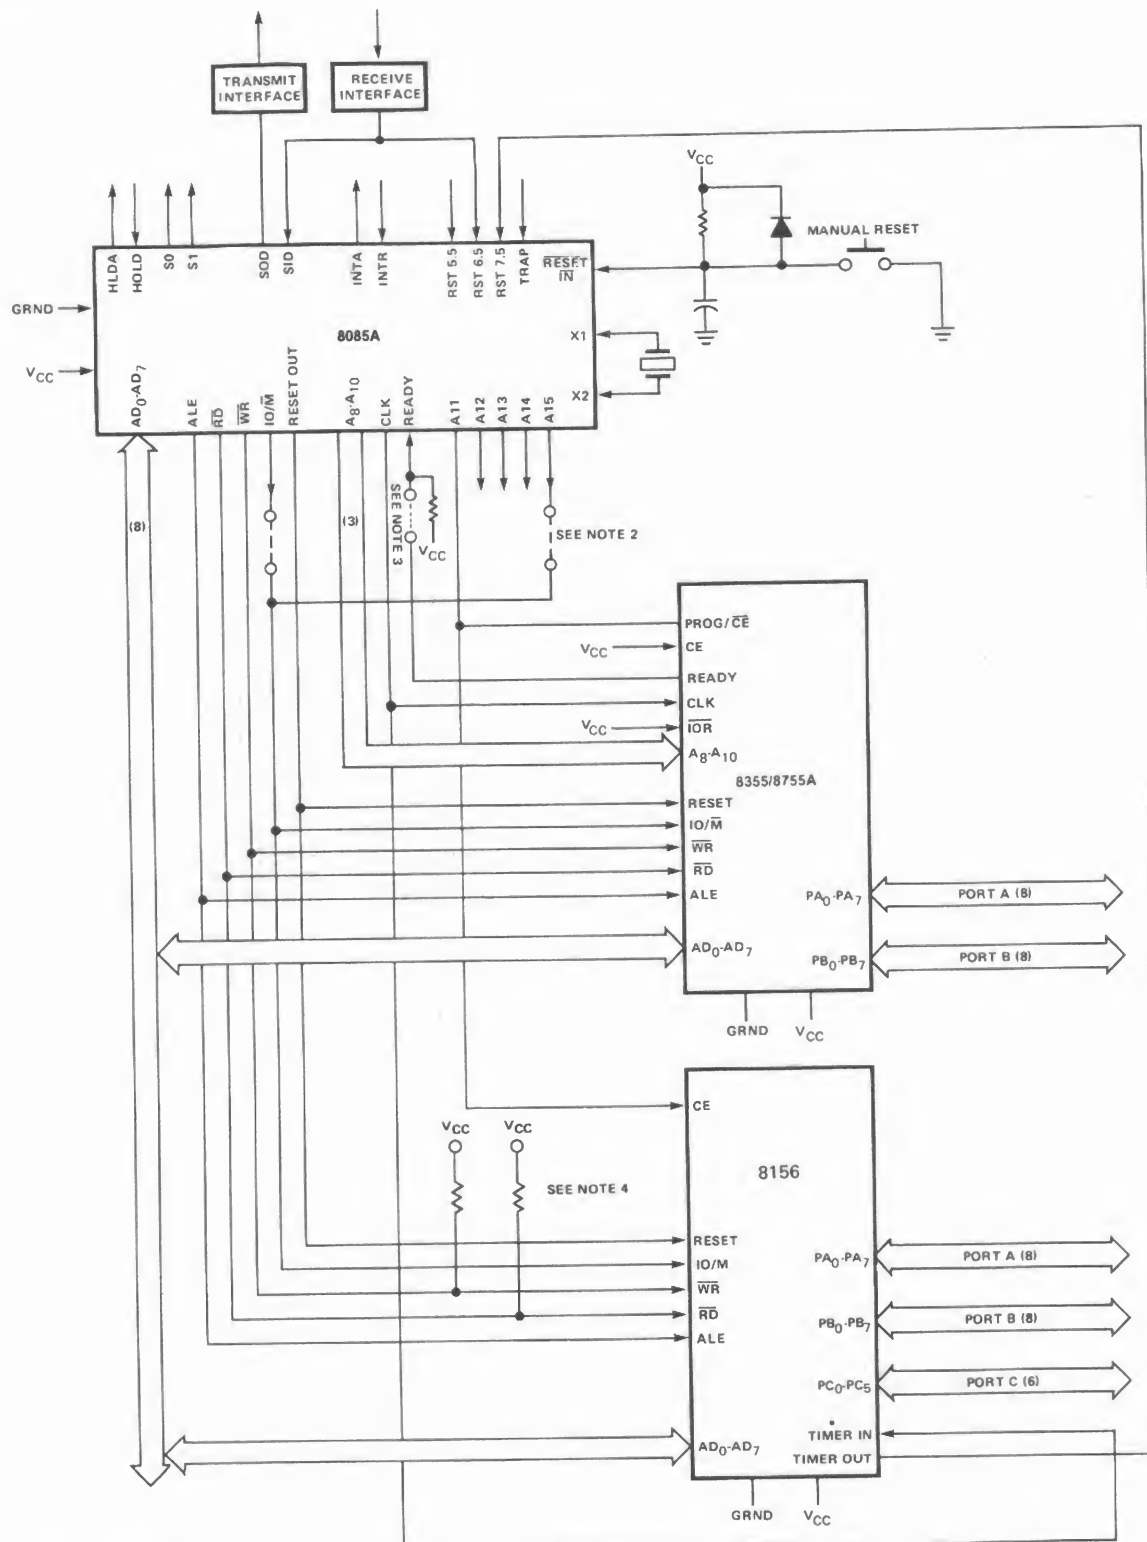 TRANSMIT
INTERFACE
RECEIVE
INTERFACE
VCC
MANUAL RESET
HLDA
HOLD
S0
S1
SOD
SID
INTA
INTR
RST 5.5
RST 6.5
RST 7.5
TRAP
RESET
IN
GRND
8085A
X1
VCC
X2
AD0-AD7
ALE
RD
WR
IO/M
RESET OUT
A8-A10
CLK
READY
A11
A12
A13
A14
A15
(8)
(3)
SEE NOTE 3
VCC
SEE NOTE 2
PROG/CE
VCC
CE
READY
CLK
VCC
IOR
A8-A10
8355/8755A
RESET
IO/M
WR
RD
ALE
PA0-PA7
PORT A (8)
AD0-AD7
PB0-PB7
PORT B (8)
GRND
VCC
CE
VCC
VCC
8156
SEE NOTE 4
RESET
IO/M
PA0-PA7
PORT A (8)
WR
RD
PB0-PB7
PORT B (8)
ALE
PC0-PC5
PORT C (6)
TIMER IN
AD0-AD7
TIMER OUT
GRND
VCC